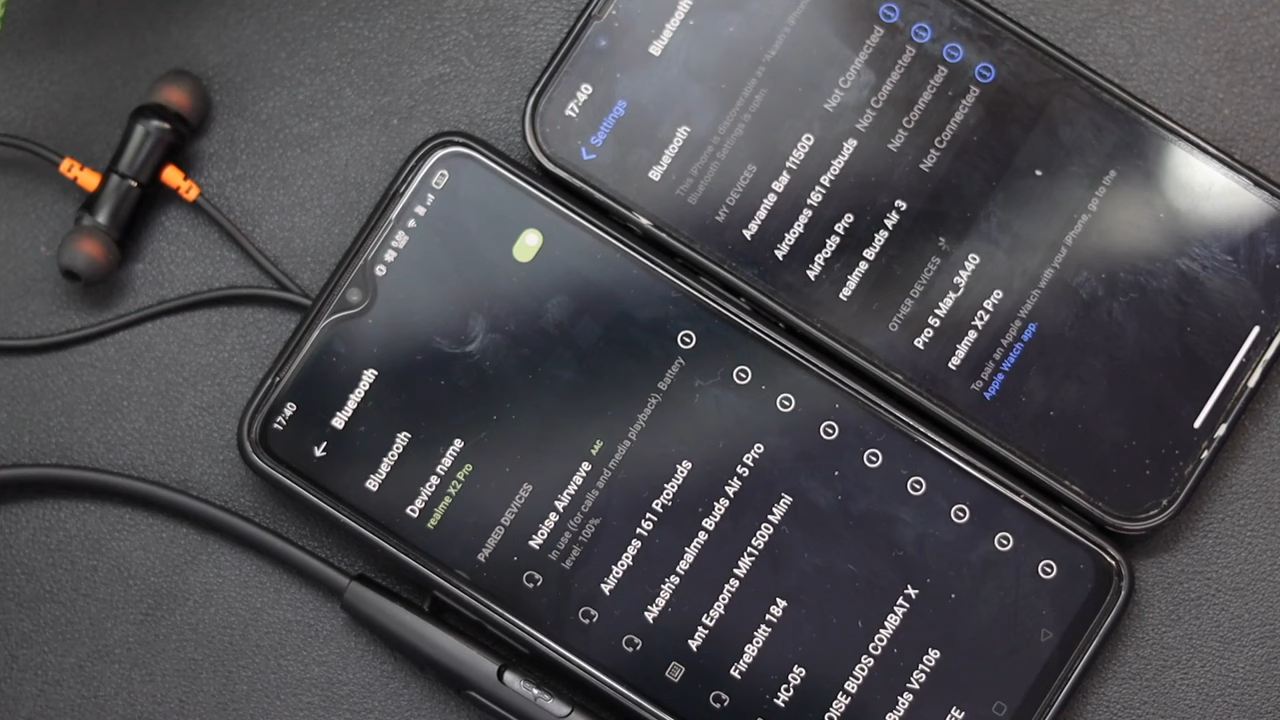 17:40
Bluetooth
Bluetooth
Device name
realme X2 Pro
PAIRED DEVICES
Noise Airwave AAC
In use (for calls and media playback). Battery
level: 100%.
Airdopes 161 Probuds
Akash's realme Buds Air 5 Pro
Ant Esports MK1500 Mini
FireBoltt 184
HC-05
OISE BUDS COMBAT X
Buds VS106
17:40
Settings
Bluetooth
Bluetooth
This iPhone is discoverable as "Akash's iPhone
Bluetooth Settings is open.
MY DEVICES
Aavante Bar 1150D Not Connected
Airdopes 161 Probuds Not Connected
AirPods Pro Not Connected
realme Buds Air 3 Not Connected
OTHER DEVICES
Pro 5 Max_3A40
realme X2 Pro
To pair an Apple Watch with your iPhone, go to the
Apple Watch app.